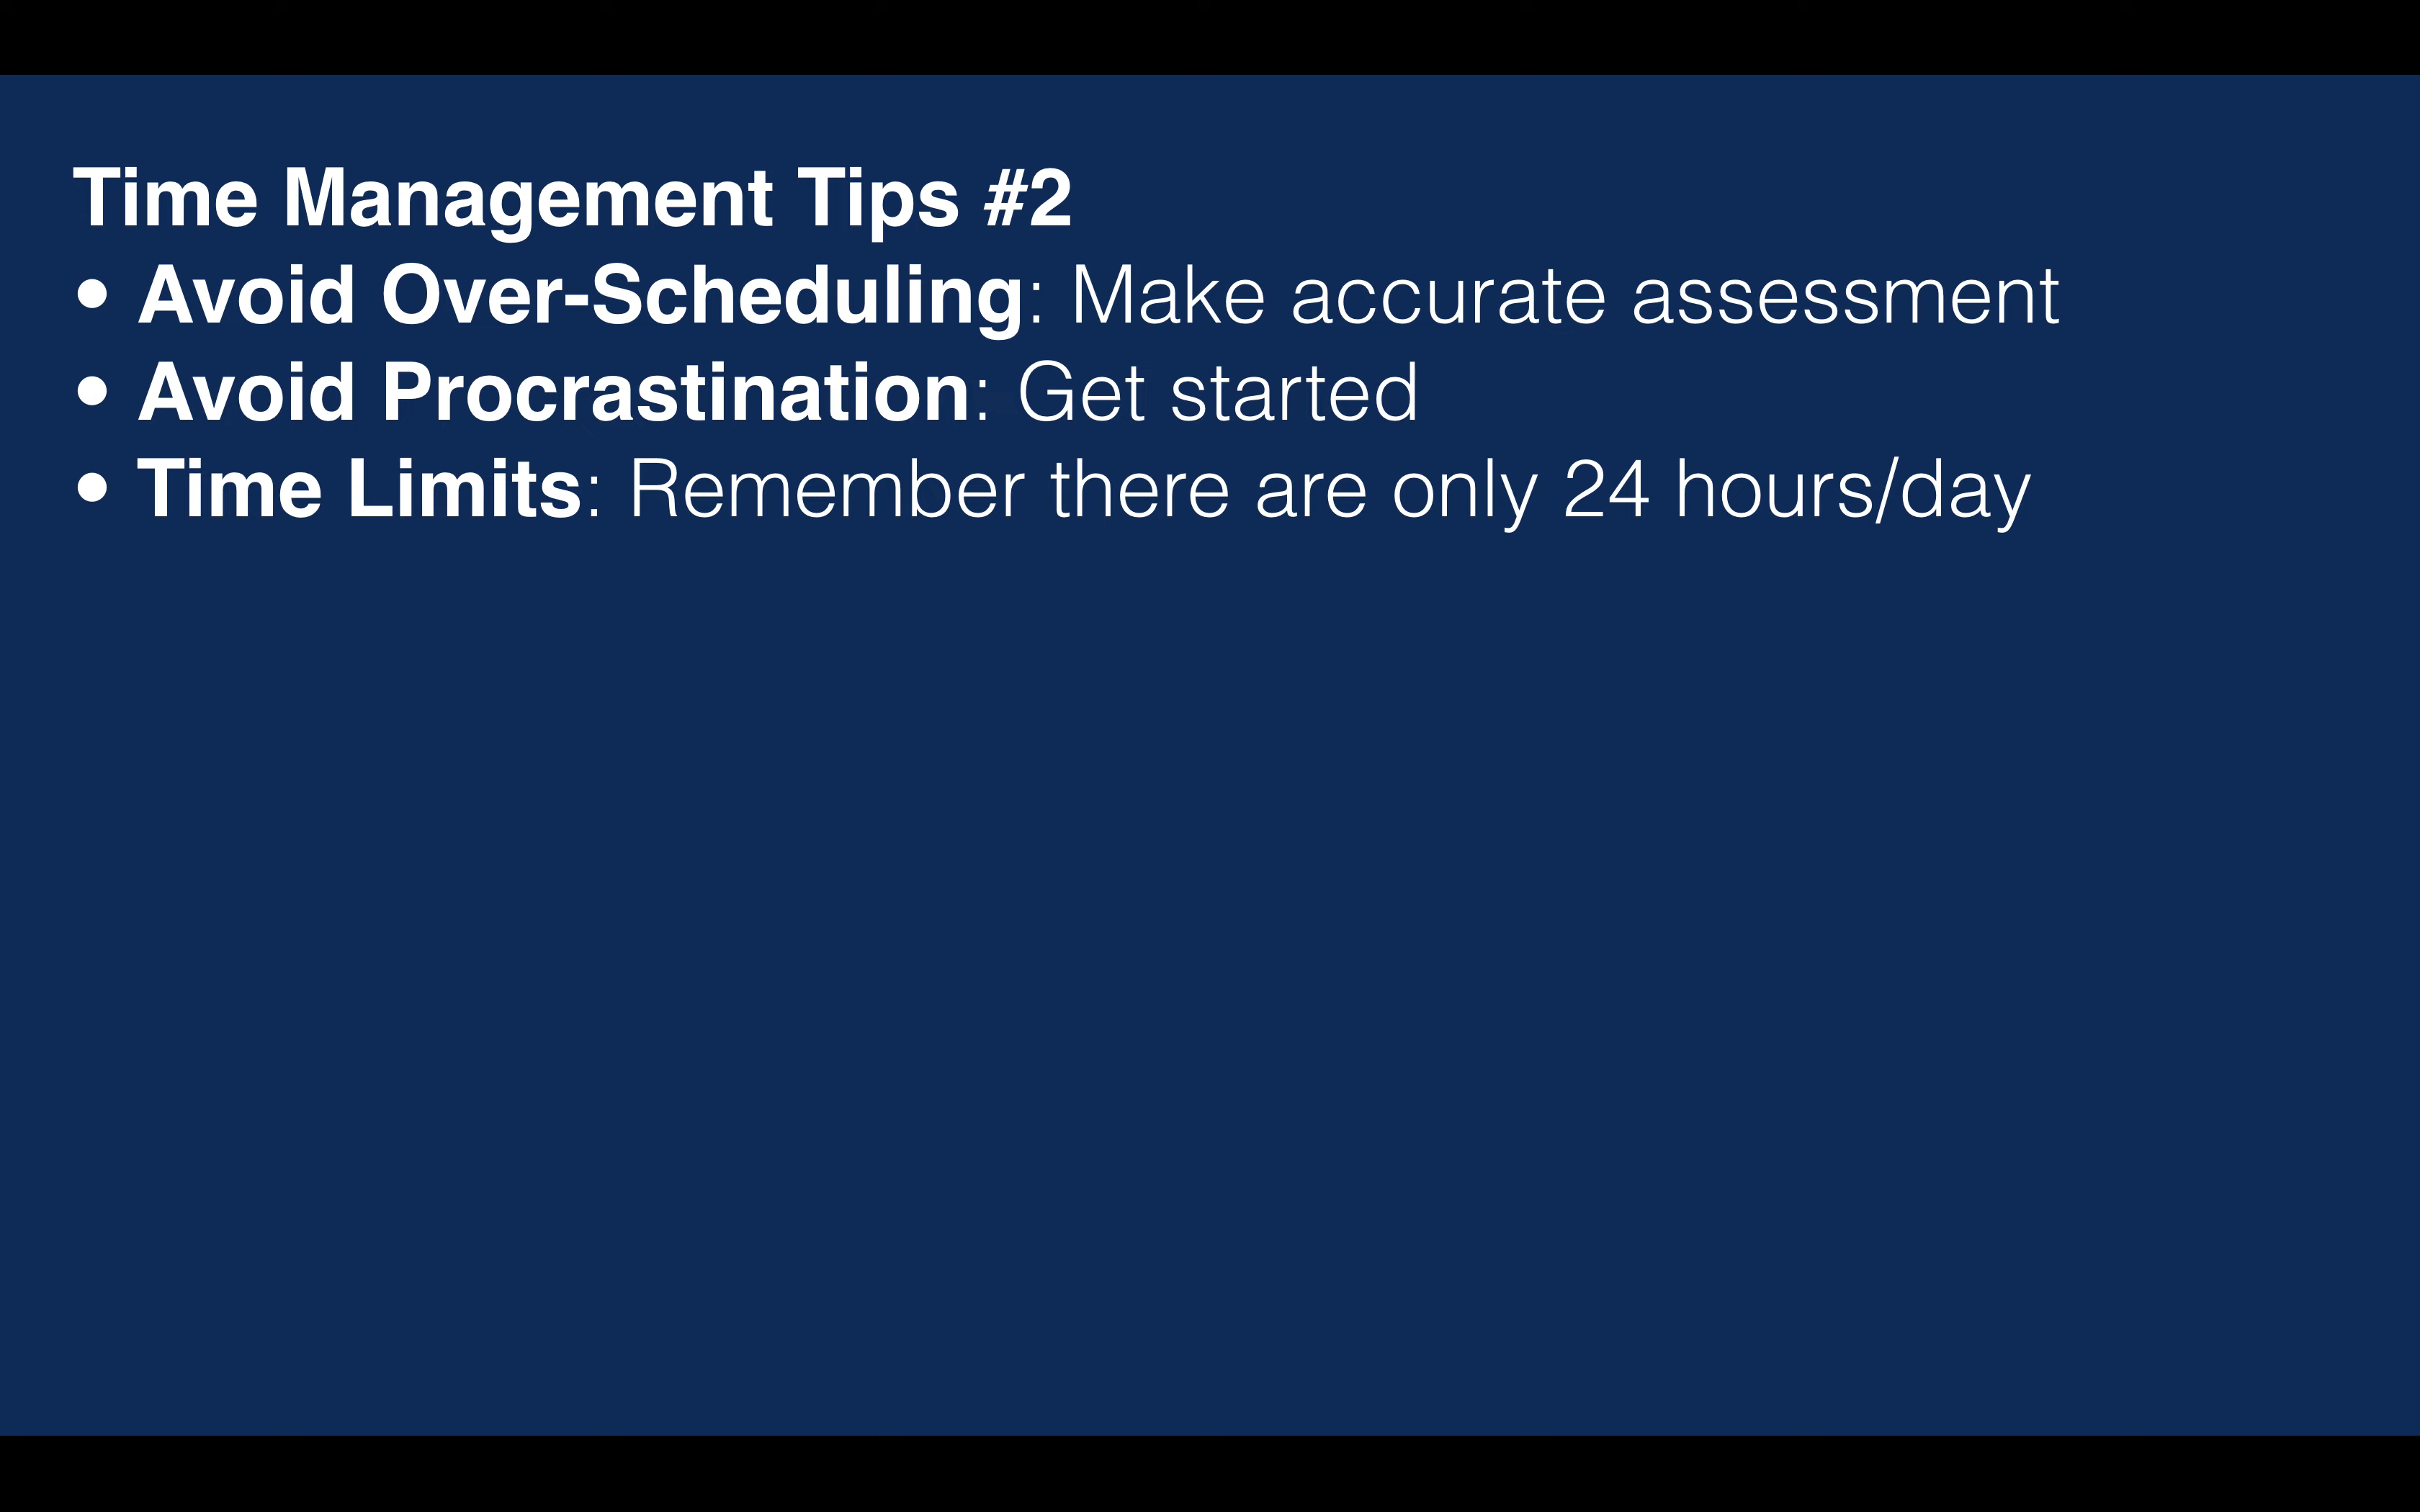 Time Management Tips #2
• Avoid Over-Scheduling: Make accurate assessment
• Avoid Procrastination: Get started
• Time Limits: Remember there are only 24 hours/day